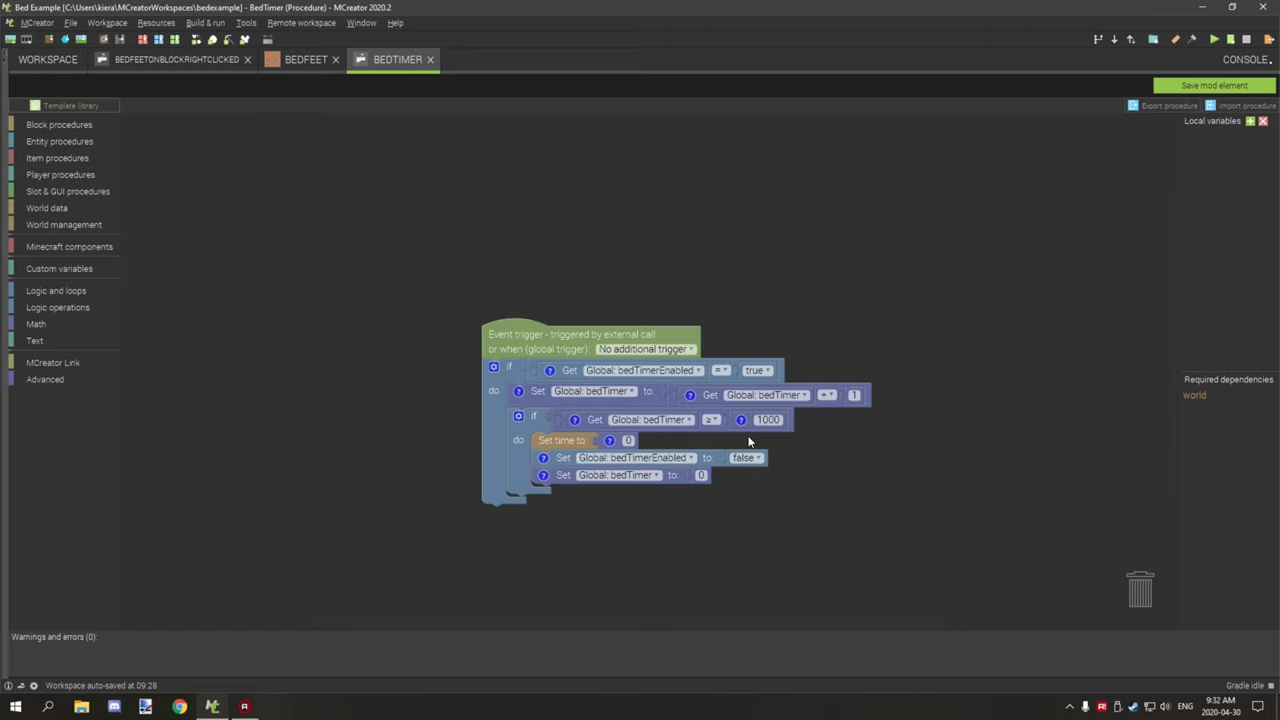 Bed Example [C:\Users\kiera\MCreatorWorkspaces\bedexample] - BedTimer (Procedure) - MCreator 2020.2
MCreator File Workspace Resources Build & run Tools Remote workspace Window Help
WORKSPACE BEDFEETONBLOCKRIGHTCLICKED BEDFEET BEDTIMER CONSOLE
Save mod element
Template library Export procedure Import procedure
Block procedures Local variables
Entity procedures
Item procedures
Player procedures
Slot & GUI procedures
World data
World management
Minecraft components
Custom variables
Logic and loops
Logic operations
Math
Text
MCreator Link
Advanced
Event trigger - triggered by external call
or when (global trigger): No additional trigger
if Get Global: bedTimerEnabled = true
do Set Global: bedTimer to: Get Global: bedTimer + 1
if Get Global: bedTimer ≥ 1000
do Set time to 0
Set Global: bedTimerEnabled to: false
Set Global: bedTimer to: 0
Required dependencies
world
Warnings and errors (0):
Workspace auto-saved at 09:28 Gradle idle
ENG 9:32 AM
2020-04-30